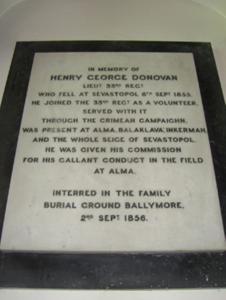 IN MEMORY OF
HENRY GEORGE DONOVAN
LIEUT 33RD REGT
WHO FELL AT SEVASTOPOL 8TH SEPT 1855.
HE JOINED THE 33RD REGT AS A VOLUNTEER,
SERVED WITH IT
THROUGH THE CRIMEAN CAMPAIGN,
WAS PRESENT AT ALMA, BALAKLAVA, INKERMAN,
AND THE WHOLE SEIGE OF SEVASTOPOL.
HE WAS GIVEN HIS COMMISSION
FOR HIS GALLANT CONDUCT IN THE FIELD
AT ALMA.
INTERRED IN THE FAMILY
BURIAL GROUND BALLYMORE,
2ND SEPT 1856.